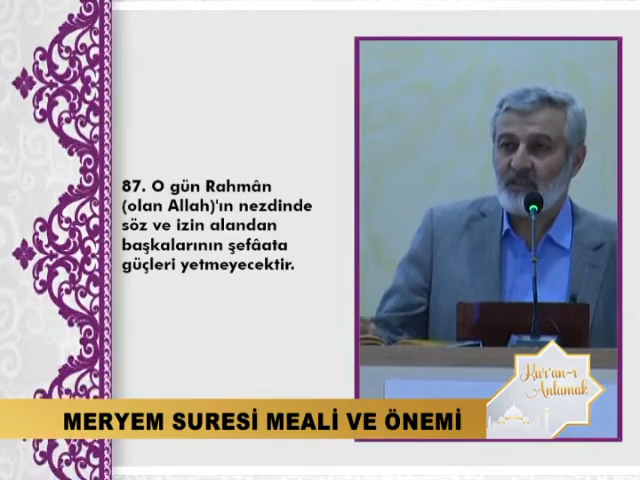 87. O gün Rahmân
(olan Allah)'ın nezdinde
söz ve izin alandan
başkalarının şefâata
güçleri yetmeyecektir.
Kur'an-ı
Anlamak
MERYEM SURESİ MEALİ VE ÖNEMİ